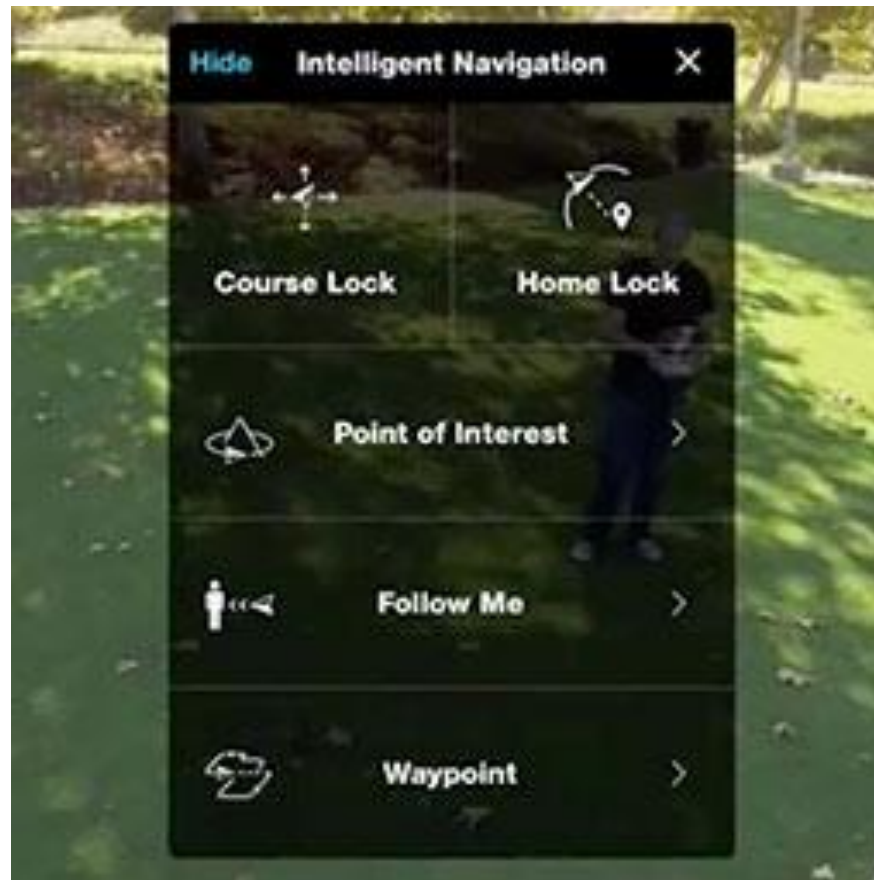 Hide Intelligent Navigation ×
Course Lock Home Lock
Point of Interest
Follow Me
Waypoint